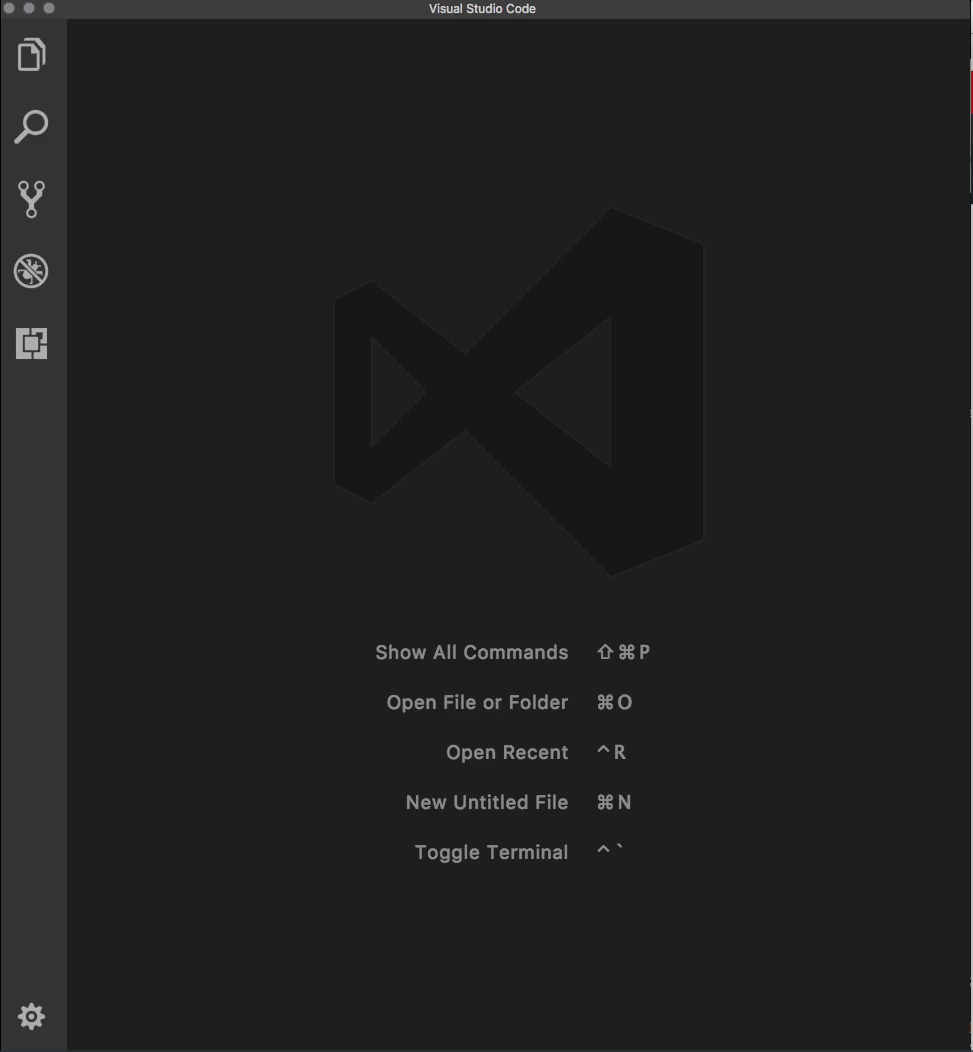 Visual Studio Code
Show All Commands ⇧⌘P
Open File or Folder ⌘O
Open Recent ^R
New Untitled File ⌘N
Toggle Terminal ^`